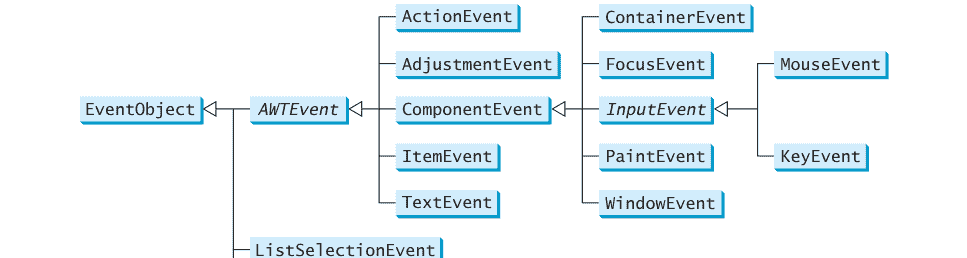 ActionEvent
ContainerEvent
AdjustmentEvent
FocusEvent
MouseEvent
EventObject
AWTEvent
ComponentEvent
InputEvent
ItemEvent
PaintEvent
KeyEvent
TextEvent
WindowEvent
ListSelectionEvent